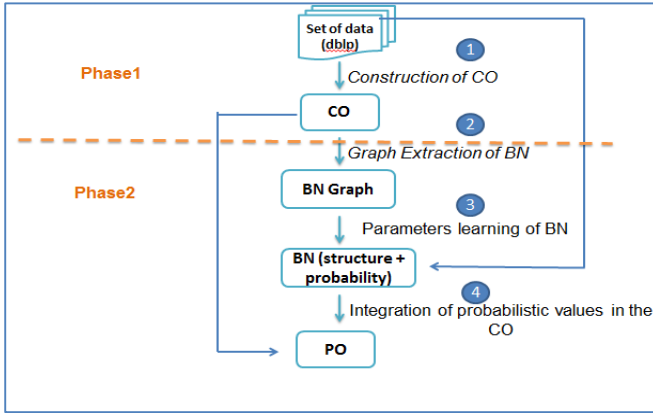 Set of data
(dblp)
1
Phase1
Construction of CO
CO
2
Graph Extraction of BN
Phase2
BN Graph
3
Parameters learning of BN
BN (structure +
probability)
4
Integration of probabilistic values in the
CO
PO